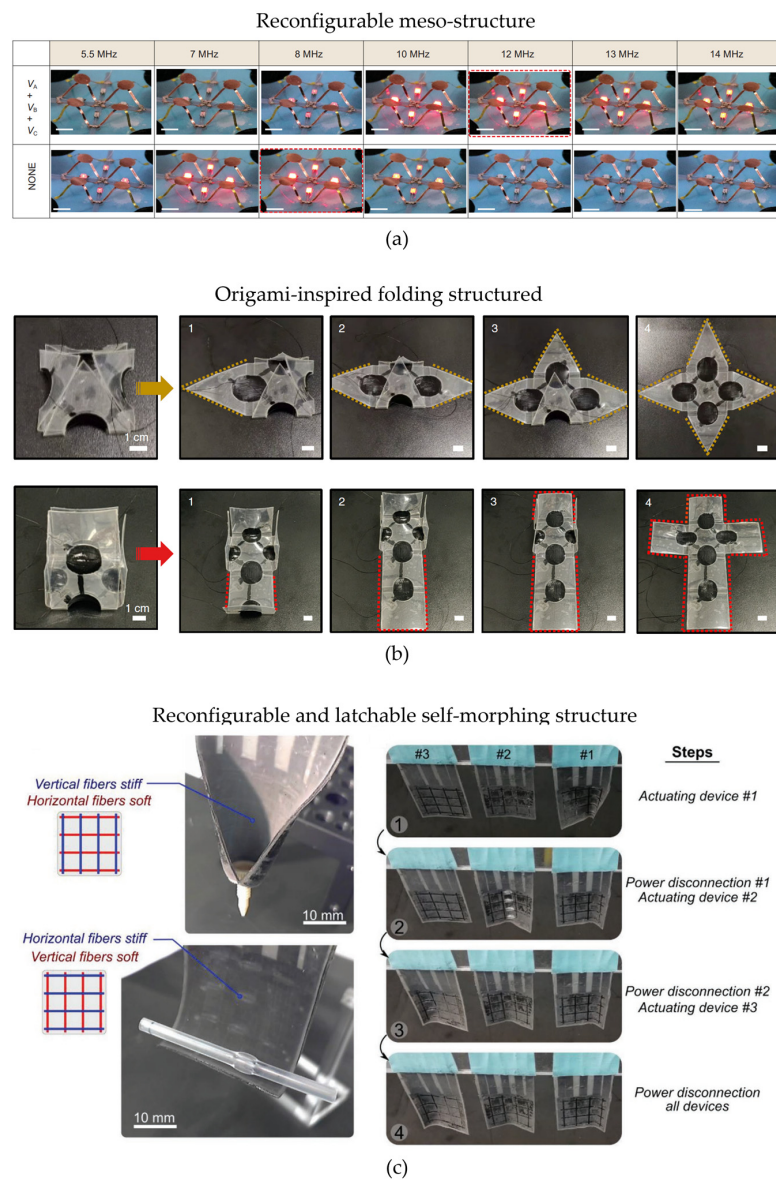 Reconfigurable meso-structure
5.5 MHz 7 MHz 8 MHz 10 MHz 12 MHz 13 MHz 14 MHz
VA
+
VB
+
VC
NONE
(a)
Origami-inspired folding structured
1 cm
1
2
3
4
1 cm
1
2
3
4
(b)
Reconfigurable and latchable self-morphing structure
Vertical fibers stiff
Horizontal fibers soft
10 mm
Horizontal fibers stiff
Vertical fibers soft
10 mm
#3 #2 #1
Steps
1
Actuating device #1
2
Power disconnection #1
Actuating device #2
3
Power disconnection #2
Actuating device #3
4
Power disconnection
all devices
(c)